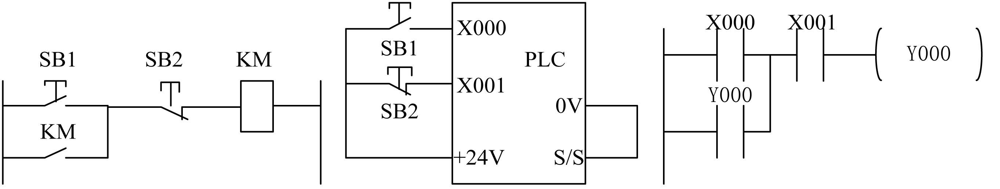 SB1 SB2 KM
KM
X000
SB1
PLC
X001
SB2
0V
+24V S/S
X000 X001
Y000
Y000